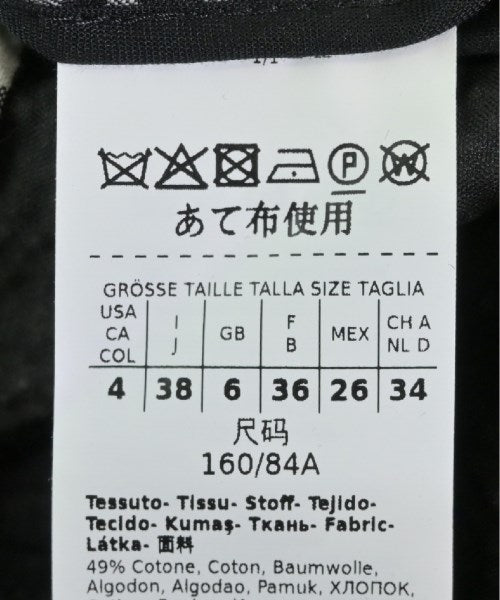 P W
あて布使用
GRÖSSE TAILLE TALLA SIZE TAGLIA
USA CA COL I J GB F B MEX CH A NL D
4 38 6 36 26 34
尺码
160/84A
Tessuto- Tissu- Stoff- Tejido-
Tecido- Kumaş- Ткань- Fabric-
Látka- 面料
49% Cotone, Coton, Baumwolle,
Algodon, Algodao, Pamuk, ХЛОПОК,